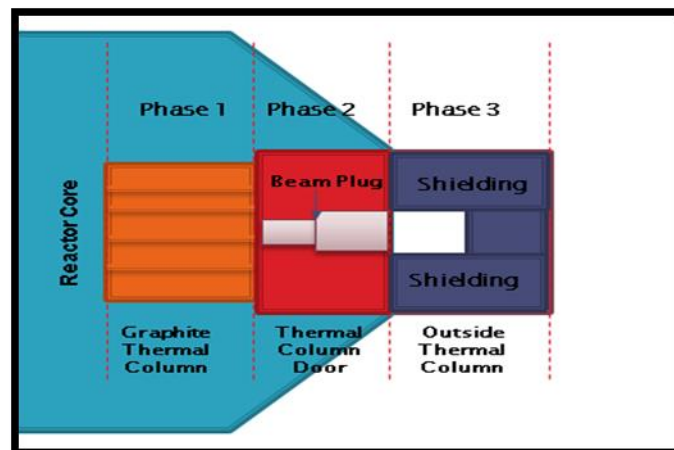 Phase 1
Phase 2
Phase 3
Beam Plug
Shielding
Reactor Core
Shielding
Graphite
Thermal
Column
Thermal
Column
Door
Outside
Thermal
Column